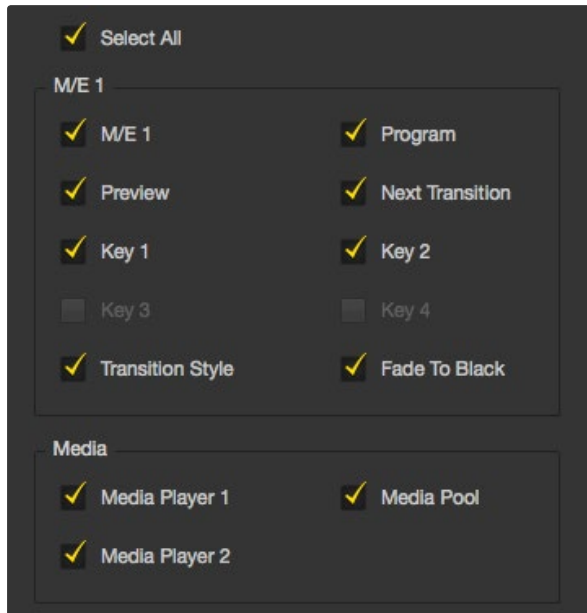 Select All
M/E 1
M/E 1 Program
Preview Next Transition
Key 1 Key 2
Key 3 Key 4
Transition Style Fade To Black
Media
Media Player 1 Media Pool
Media Player 2